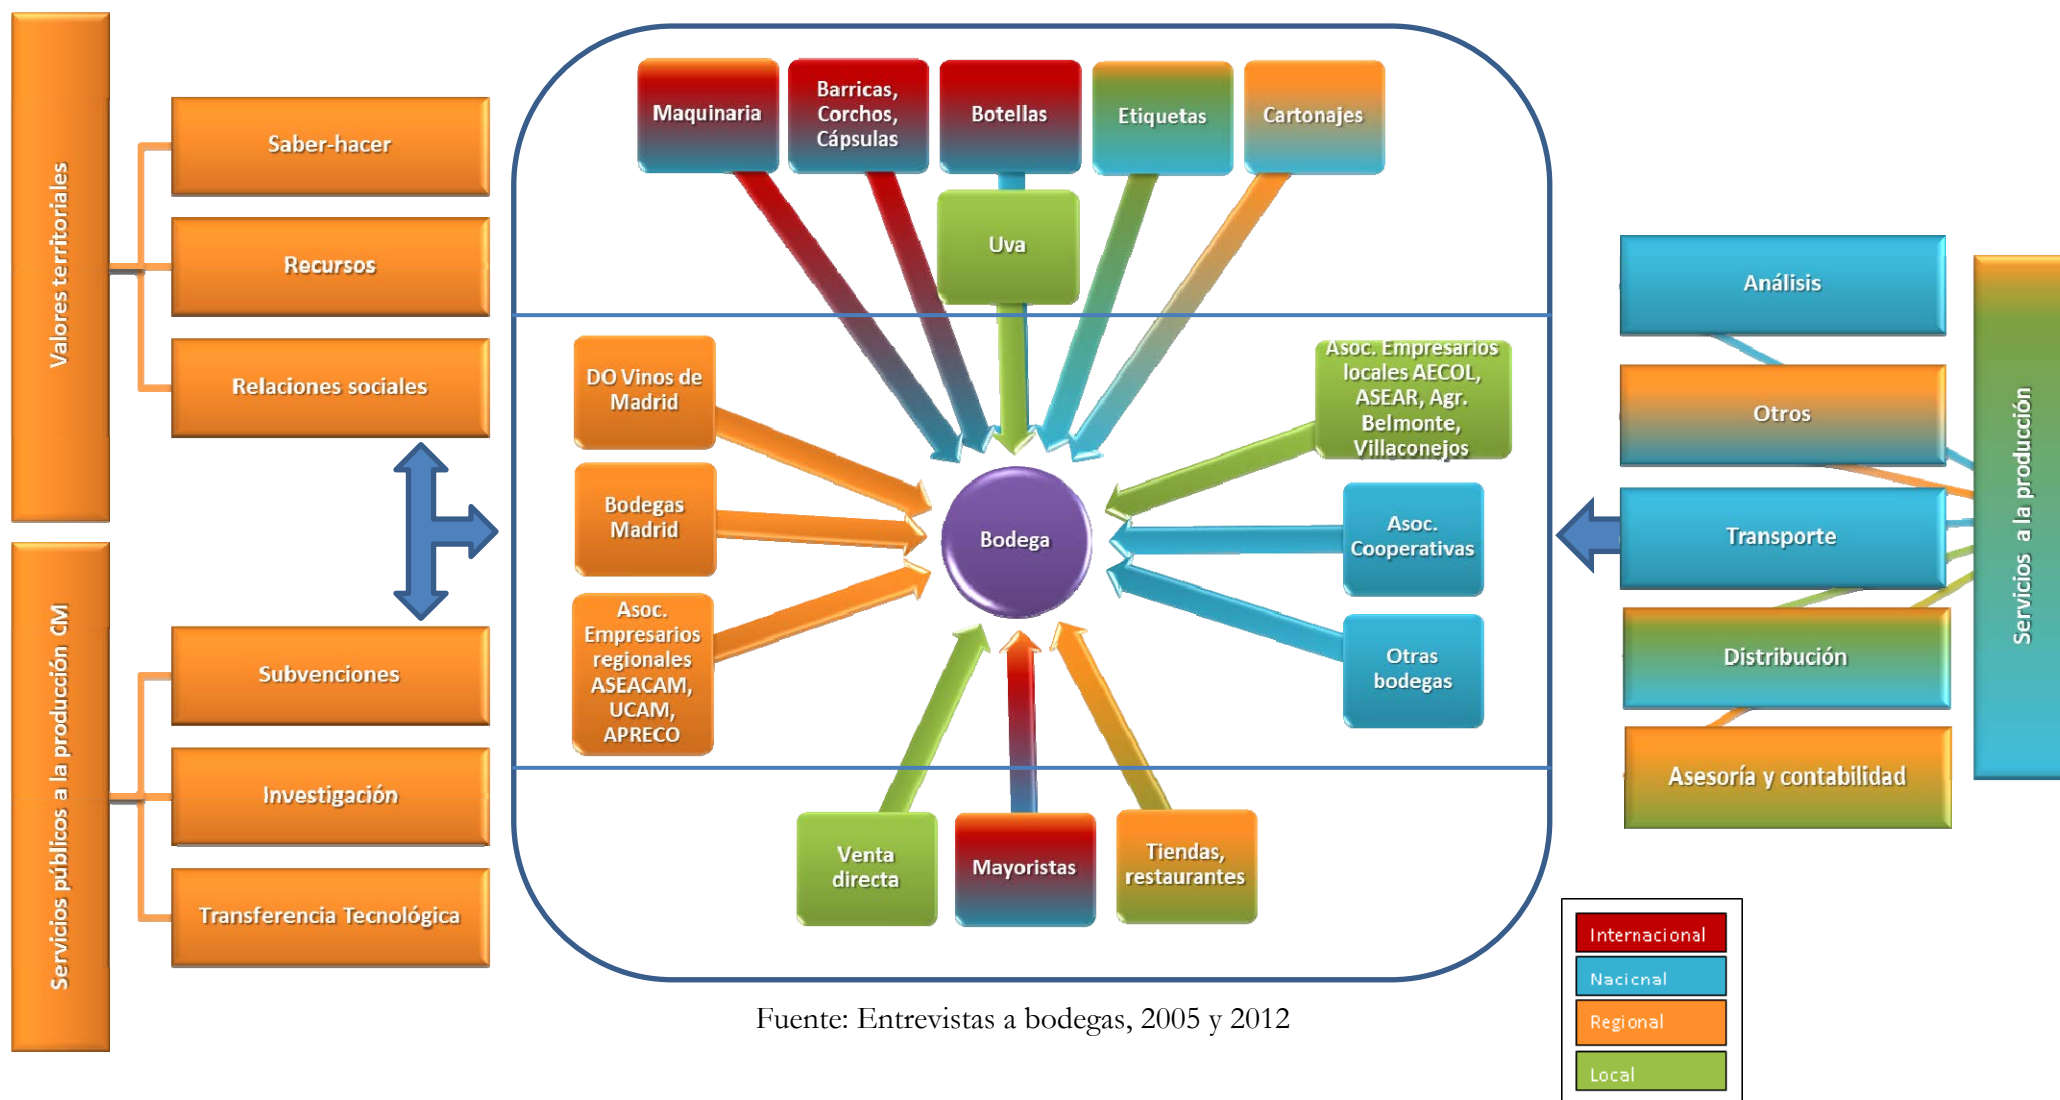 Valores territoriales
Saber-hacer
Recursos
Relaciones sociales
Servicios públicos a la producción CM
Subvenciones
Investigación
Transferencia Tecnológica
Maquinaria
Barricas,
Corchos,
Cápsulas
Botellas
Etiquetas
Cartonajes
Uva
DO Vinos de
Madrid
Bodegas
Madrid
Asoc.
Empresarios
regionales
ASEACAM,
UCAM,
APRECO
Bodega
Asoc. Empresarios
locales AECOL,
ASEAR, Agr.
Belmonte,
Villaconejos
Asoc.
Cooperativas
Otras
bodegas
Venta
directa
Mayoristas
Tiendas,
restaurantes
Análisis
Otros
Transporte
Distribución
Asesoría y contabilidad
Servicios a la producción
Internacional
Nacicnal
Regional
Local
Fuente: Entrevistas a bodegas, 2005 y 2012